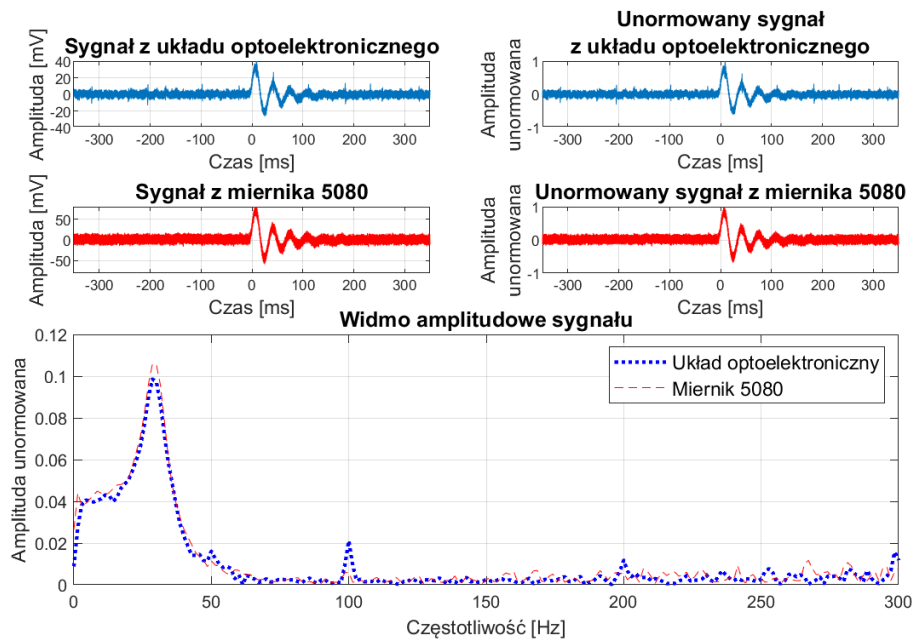 Sygnał z układu optoelektronicznego
Amplituda [mV]
40
20
0
-20
-40
-300 -200 -100 0 100 200 300
Czas [ms]
Unormowany sygnał
z układu optoelektronicznego
Amplituda
unormowana
1
0
-1
-300 -200 -100 0 100 200 300
Czas [ms]
Sygnał z miernika 5080
Amplituda [mV]
50
0
-50
-300 -200 -100 0 100 200 300
Czas [ms]
Unormowany sygnał z miernika 5080
Amplituda
unormowana
1
0
-1
-300 -200 -100 0 100 200 300
Czas [ms]
Widmo amplitudowe sygnału
Amplituda unormowana
0.12
0.1
0.08
0.06
0.04
0.02
0
Układ optoelektroniczny
Miernik 5080
0 50 100 150 200 250 300
Częstotliwość [Hz]